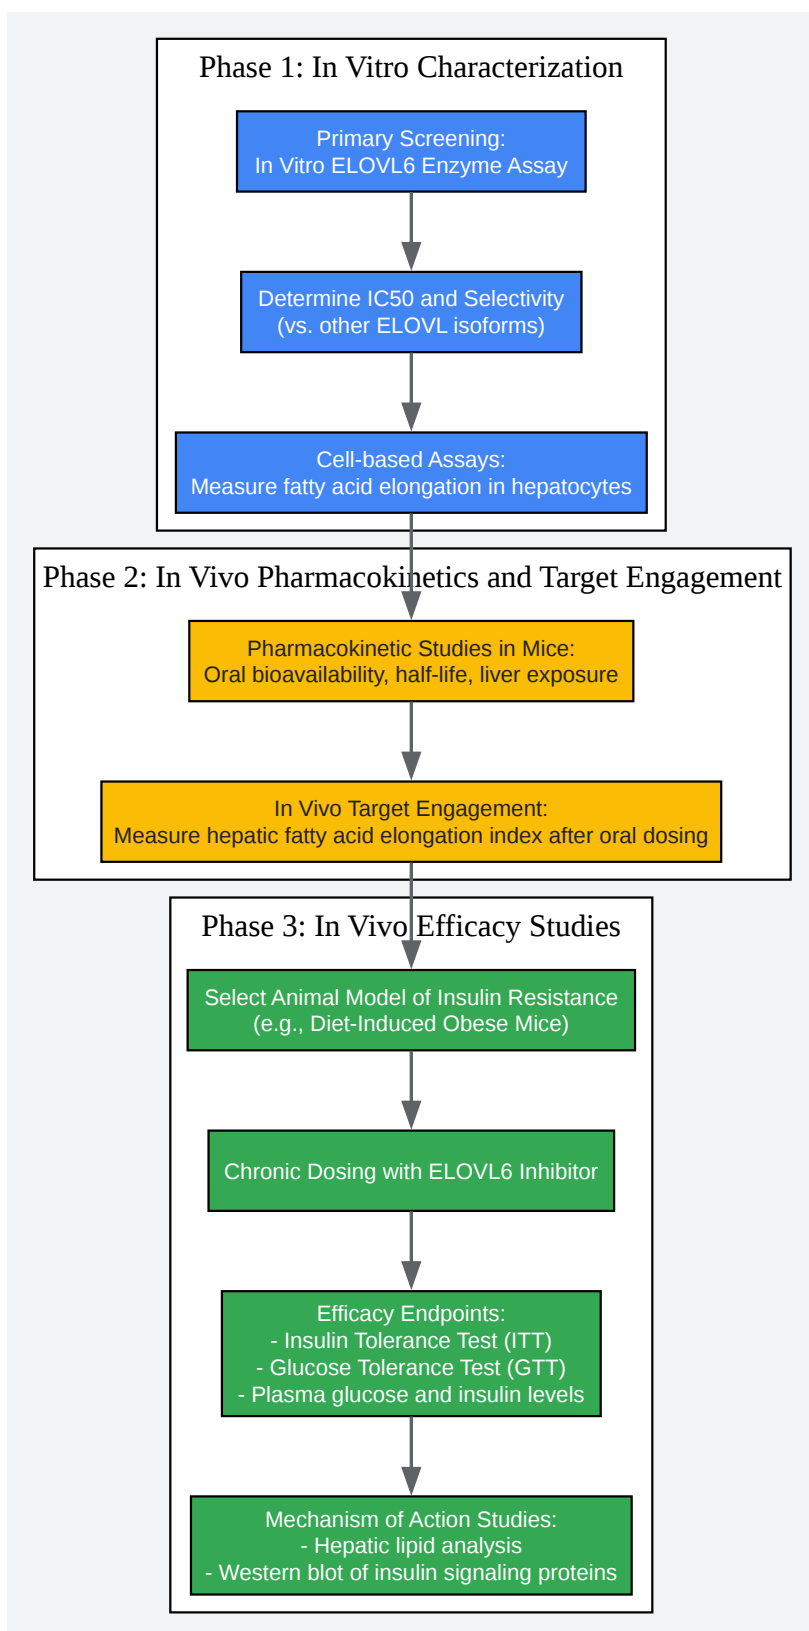 Phase 1: In Vitro Characterization
Primary Screening:
In Vitro ELOVL6 Enzyme Assay
Determine IC50 and Selectivity
(vs. other ELOVL isoforms)
Cell-based Assays:
Measure fatty acid elongation in hepatocytes
Phase 2: In Vivo Pharmacokinetics and Target Engagement
Pharmacokinetic Studies in Mice:
Oral bioavailability, half-life, liver exposure
In Vivo Target Engagement:
Measure hepatic fatty acid elongation index after oral dosing
Phase 3: In Vivo Efficacy Studies
Select Animal Model of Insulin Resistance
(e.g., Diet-Induced Obese Mice)
Chronic Dosing with ELOVL6 Inhibitor
Efficacy Endpoints:
- Insulin Tolerance Test (ITT)
- Glucose Tolerance Test (GTT)
- Plasma glucose and insulin levels
Mechanism of Action Studies:
- Hepatic lipid analysis
- Western blot of insulin signaling proteins